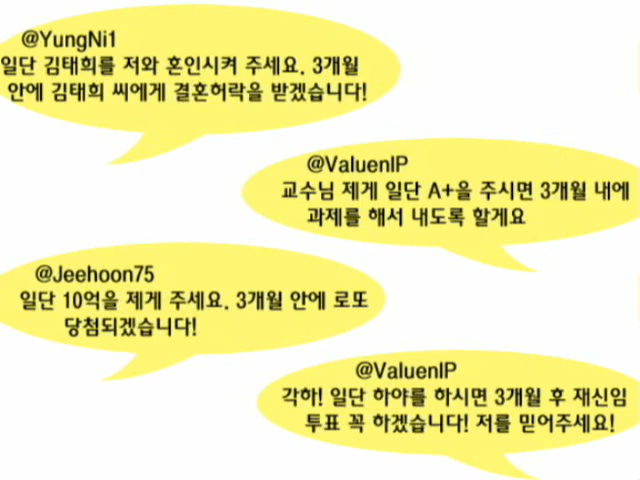 @YungNi1
일단 김태희를 저와 혼인시켜 주세요. 3개월
안에 김태희 씨에게 결혼허락을 받겠습니다!
@ValuenIP
교수님 제게 일단 A+을 주시면 3개월 내에
과제를 해서 내도록 할게요
@Jeehoon75
일단 10억을 제게 주세요. 3개월 안에 로또
당첨되겠습니다!
@ValuenIP
각하! 일단 하야를 하시면 3개월 후 재신임
투표 꼭 하겠습니다! 저를 믿어주세요!